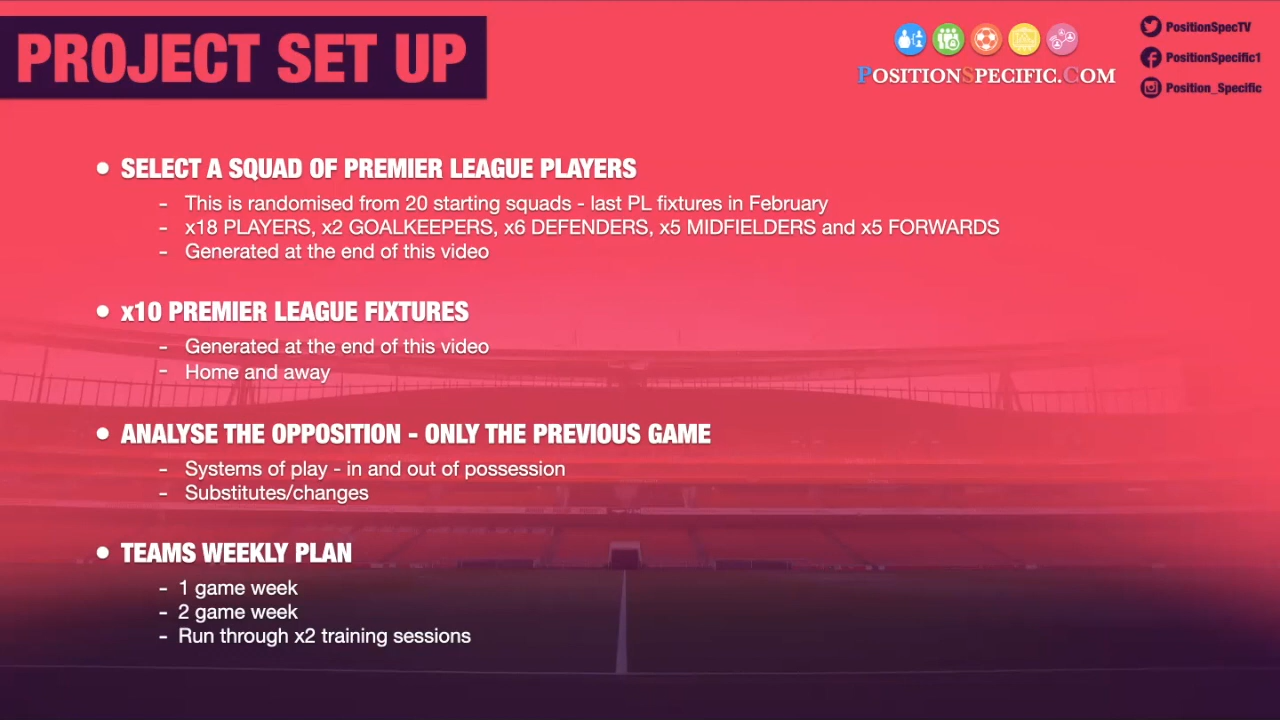 PROJECT SET UP
POSITIONSPECIFIC.COM
PositionSpecTV
PositionSpecific1
Position_Specific
• SELECT A SQUAD OF PREMIER LEAGUE PLAYERS
- This is randomised from 20 starting squads - last PL fixtures in February
- x18 PLAYERS, x2 GOALKEEPERS, x6 DEFENDERS, x5 MIDFIELDERS and x5 FORWARDS
- Generated at the end of this video
• x10 PREMIER LEAGUE FIXTURES
- Generated at the end of this video
- Home and away
• ANALYSE THE OPPOSITION - ONLY THE PREVIOUS GAME
- Systems of play - in and out of possession
- Substitutes/changes
• TEAMS WEEKLY PLAN
- 1 game week
- 2 game week
- Run through x2 training sessions